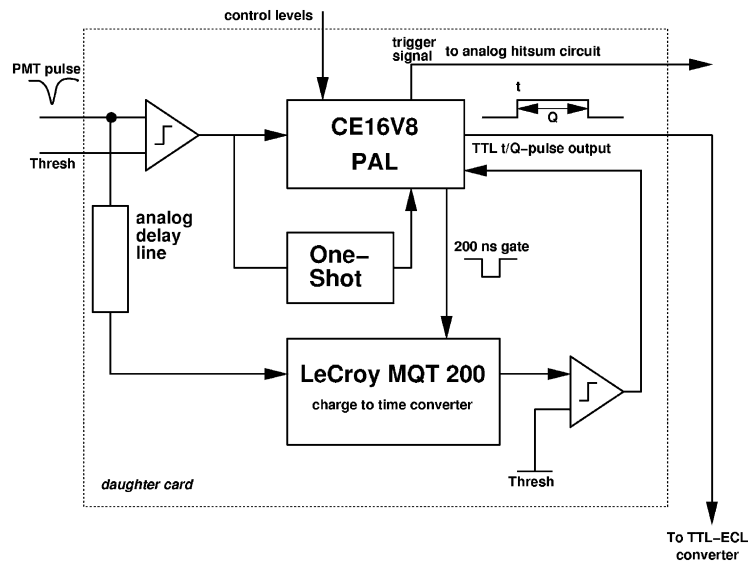 control levels
trigger
signal
to analog hitsum circuit
PMT pulse
t
Q
CE16V8
PAL
TTL t/Q-pulse output
Thresh
analog
delay
line
One-
Shot
200 ns gate
LeCroy MQT 200
charge to time converter
Thresh
daughter card
To TTL-ECL
converter